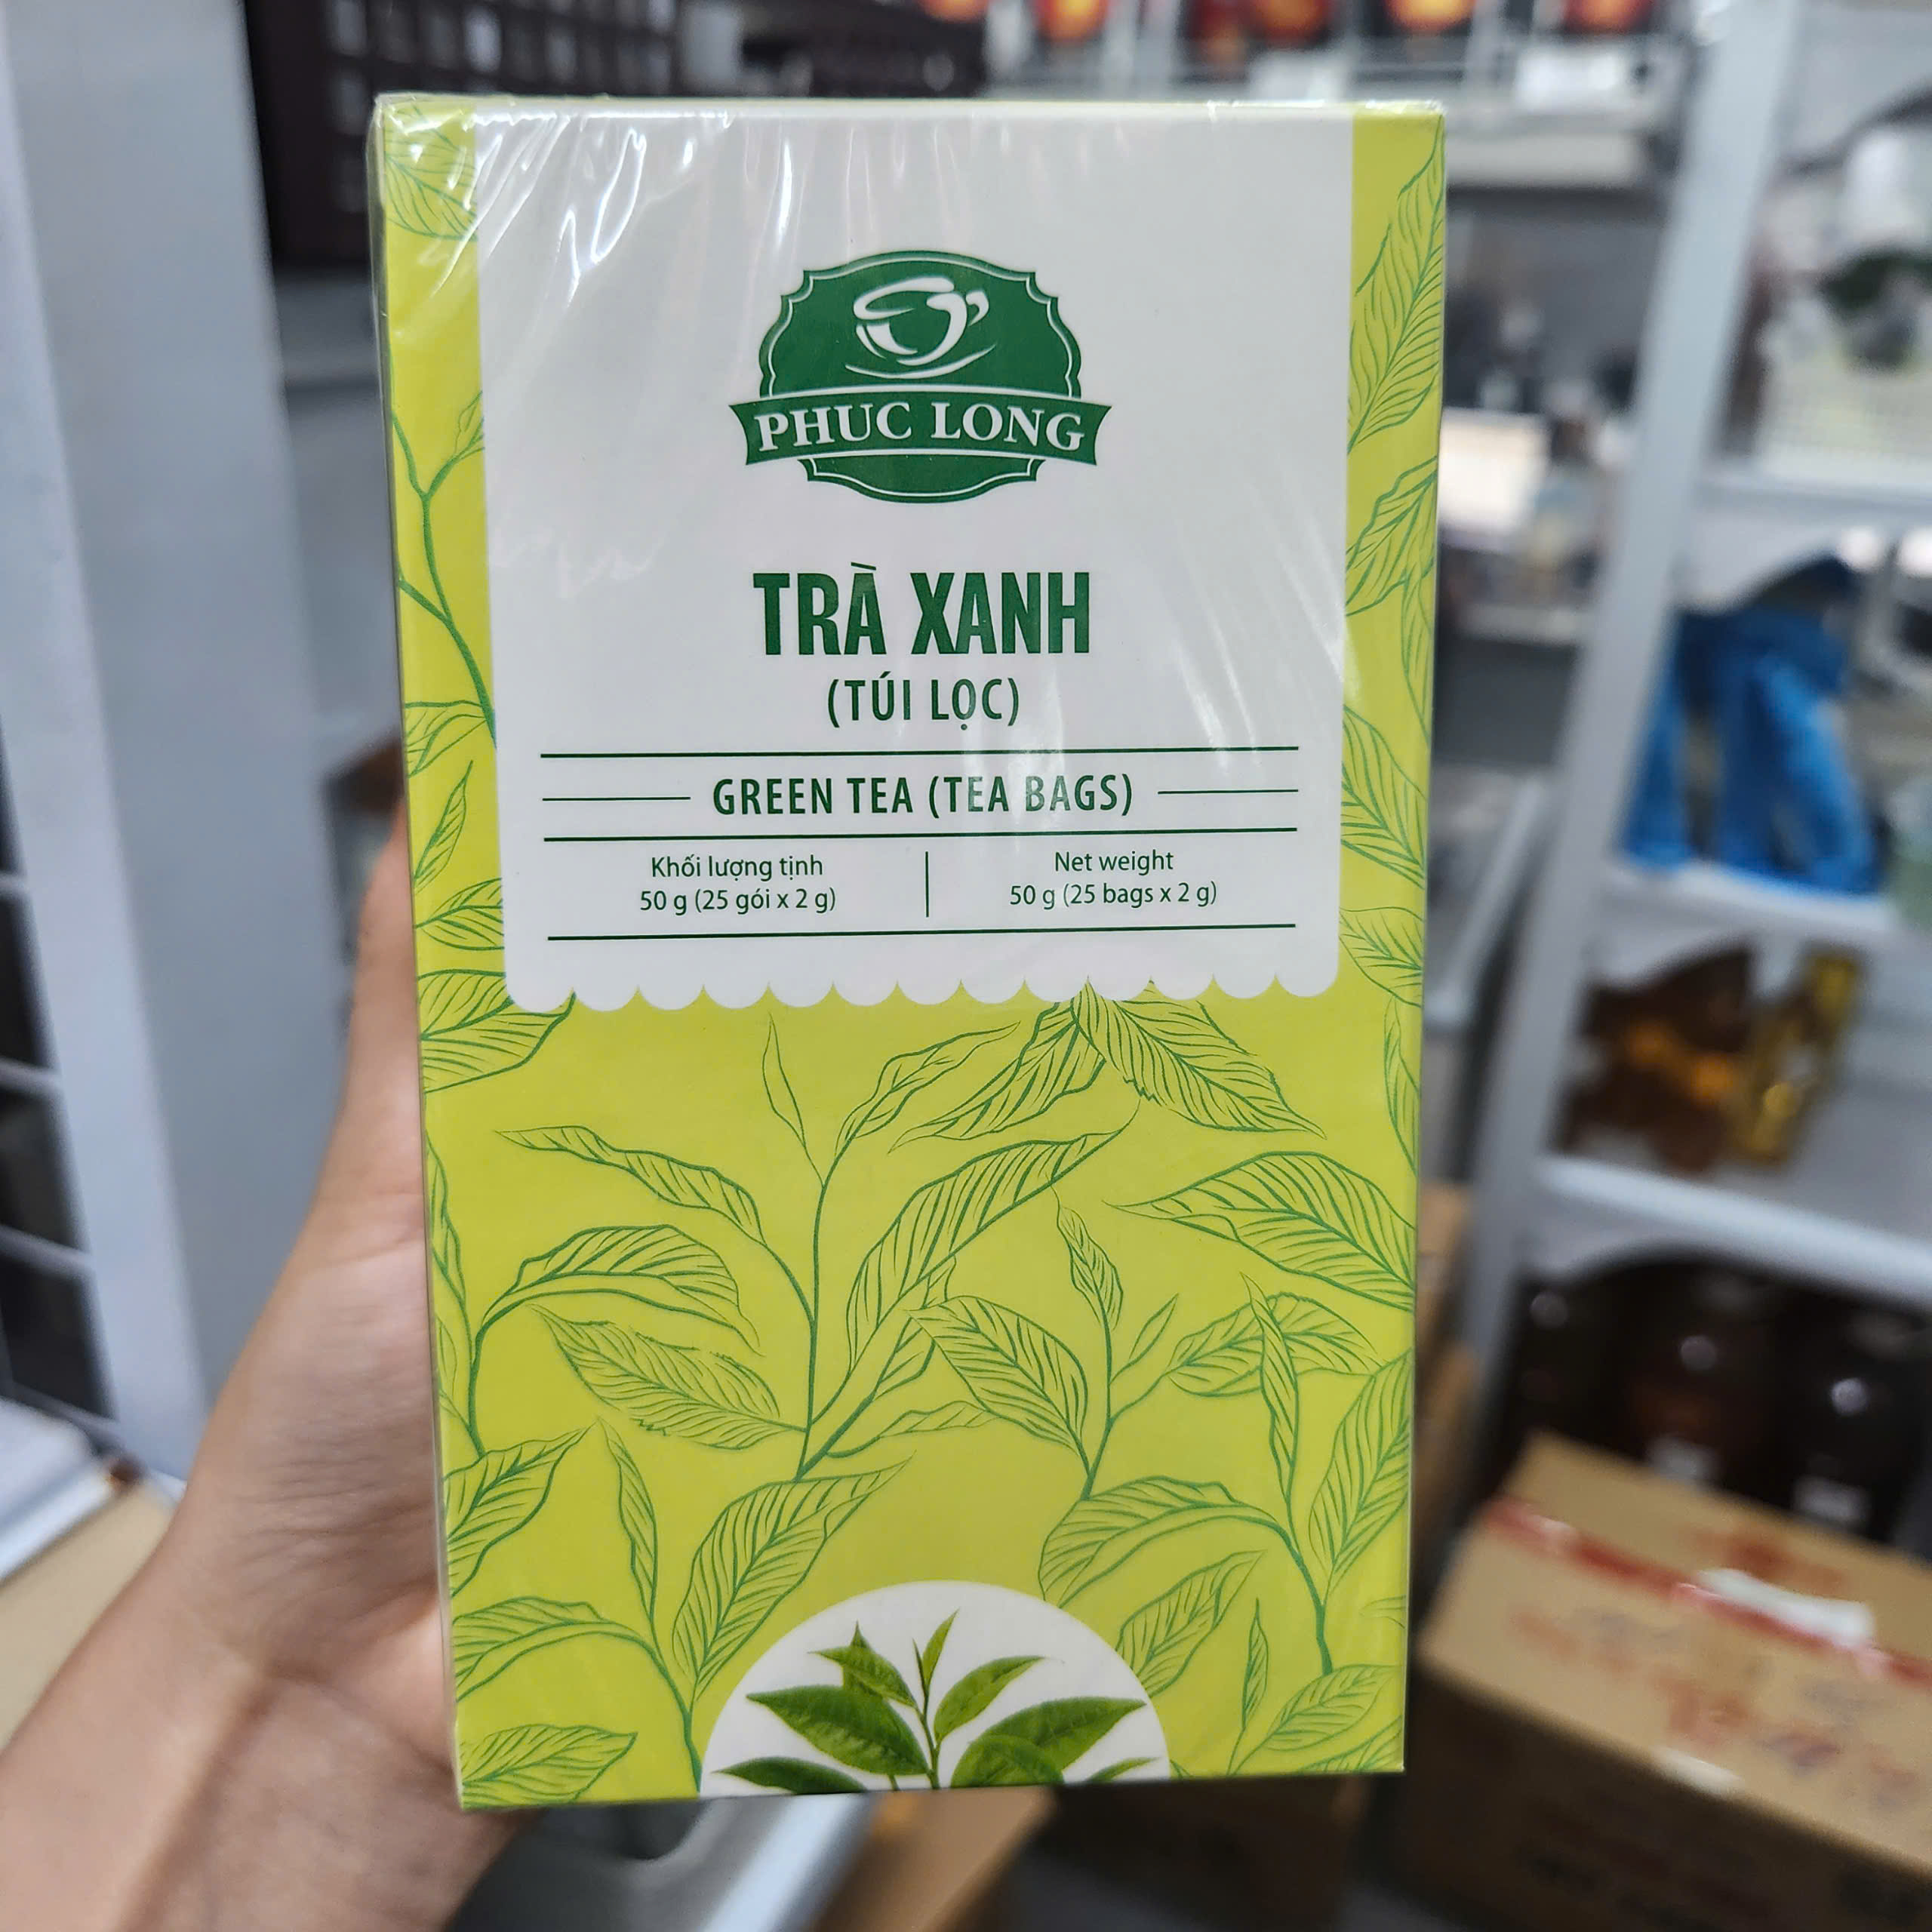 PHUC LONG
TRÀ XANH
(TÚI LỌC)
GREEN TEA (TEA BAGS)
Khối lượng tịnh
50 g (25 gói x 2 g)
Net weight
50 g (25 bags x 2 g)